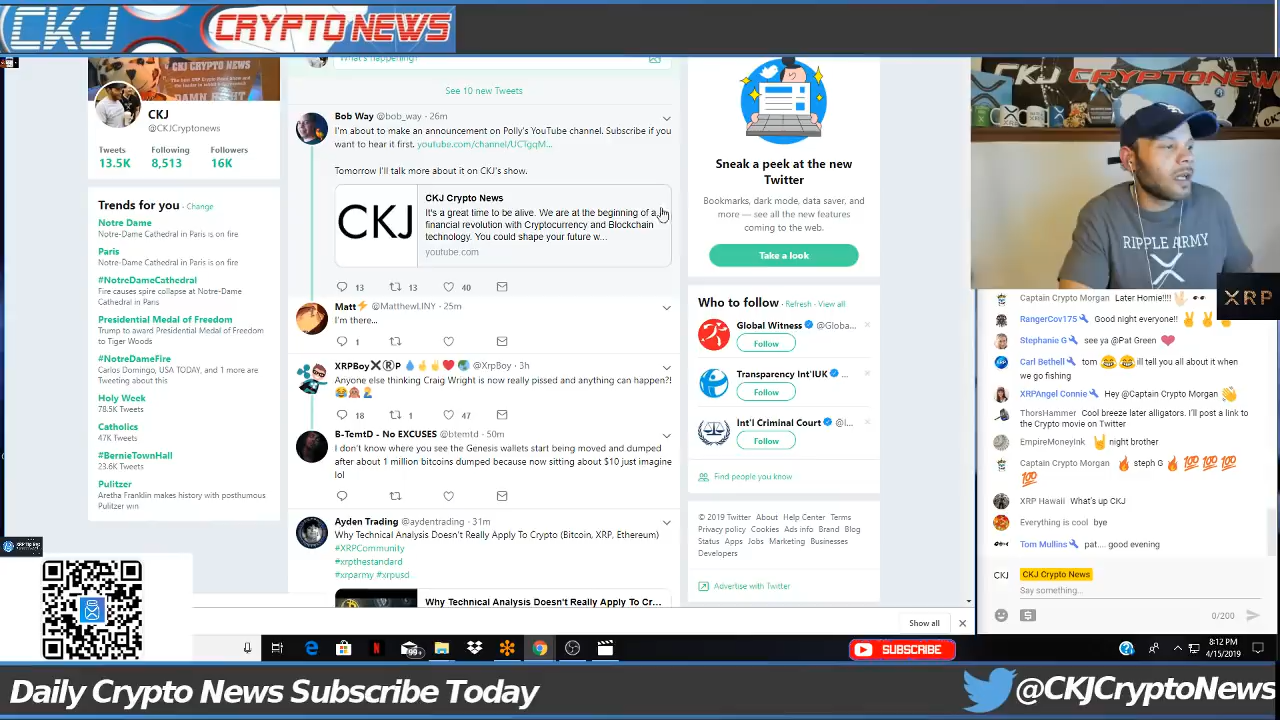 CKJ CRYPTO NEWS
CKJ CRYPTO NEWS
DAMN RIGHT
CKJ
@CKJCryptonews
Tweets Following Followers
13.5K 8,513 16K
Trends for you · Change
Notre Dame
Notre-Dame Cathedral in Paris is on fire
Paris
Notre-Dame Cathedral in Paris is on fire
#NotreDameCathedral
Fire causes spire collapse at Notre-Dame
Cathedral in Paris
Presidential Medal of Freedom
Trump to award Presidential Medal of Freedom
to Tiger Woods
#NotreDameFire
Carlos Domingo, USA TODAY, and 1 more are
Tweeting about this
Holy Week
78.5K Tweets
Catholics
47K Tweets
#BernieTownHall
23.6K Tweets
Pulitzer
Aretha Franklin makes history with posthumous
Pulitzer win
What's happening?
See 10 new Tweets
Bob Way @bob_way · 26m
I'm about to make an announcement on Polly's YouTube channel. Subscribe if you
want to hear it first. youtube.com/channel/UCTgqM...
Tomorrow I'll talk more about it on CKJ's show.
CKJ
CKJ Crypto News
It's a great time to be alive. We are at the beginning of a
financial revolution with Cryptocurrency and Blockchain
technology. You could shape your future w...
youtube.com
13 13 40
Matt @MatthewLINY · 25m
I'm there...
1
XRPBoy ®P @XrpBoy · 3h
Anyone else thinking Craig Wright is now really pissed and anything can happen?!
18 1 47
B-TemtD - No EXCUSES @btemtd · 50m
I don't know where you see the Genesis wallets start being moved and dumped
after about 1 million bitcoins dumped because now sitting about $10 just imagine
lol
Ayden Trading @aydentrading · 31m
Why Technical Analysis Doesn't Really Apply To Crypto (Bitcoin, XRP, Ethereum)
#XRPCommunity
#xrpthestandard
#xrparmy #xrpusd
Why Technical Analysis Doesn't Really Apply To Cr...
Sneak a peek at the new
Twitter
Bookmarks, dark mode, data saver, and
more — see all the new features
coming to the web.
Take a look
Who to follow · Refresh · View all
Global Witness @Globa...
Follow
Transparency Int'lUK ...
Follow
Int'l Criminal Court @I...
Follow
Find people you know
© 2019 Twitter About Help Center Terms
Privacy policy Cookies Ads info Brand Blog
Status Apps Jobs Marketing Businesses
Developers
Advertise with Twitter
CKJ CRYPTO NEWS
RIPPLE ARMY
XRP
Captain Crypto Morgan Later Homie!!!!
RangerCov175 Good night everyone!!
Stephanie G see ya @Pat Green
Carl Bethell tom ill tell you all about it when
we go fishing
XRPAngel Connie Hey @Captain Crypto Morgan
ThorsHammer Cool breeze later alligators. I'll post a link to
the Crypto movie on Twitter
EmpireMoneyInk night brother
Captain Crypto Morgan steph G
XRP Hawaii What's up CKJ
Everything is cool bye
Tom Mullins pat.... good evening
CKJ CKJ Crypto News
Say something...
0/200
Show all
99+
8:12 PM
4/15/2019
SUBSCRIBE
Daily Crypto News Subscribe Today
@CKJCryptoNews